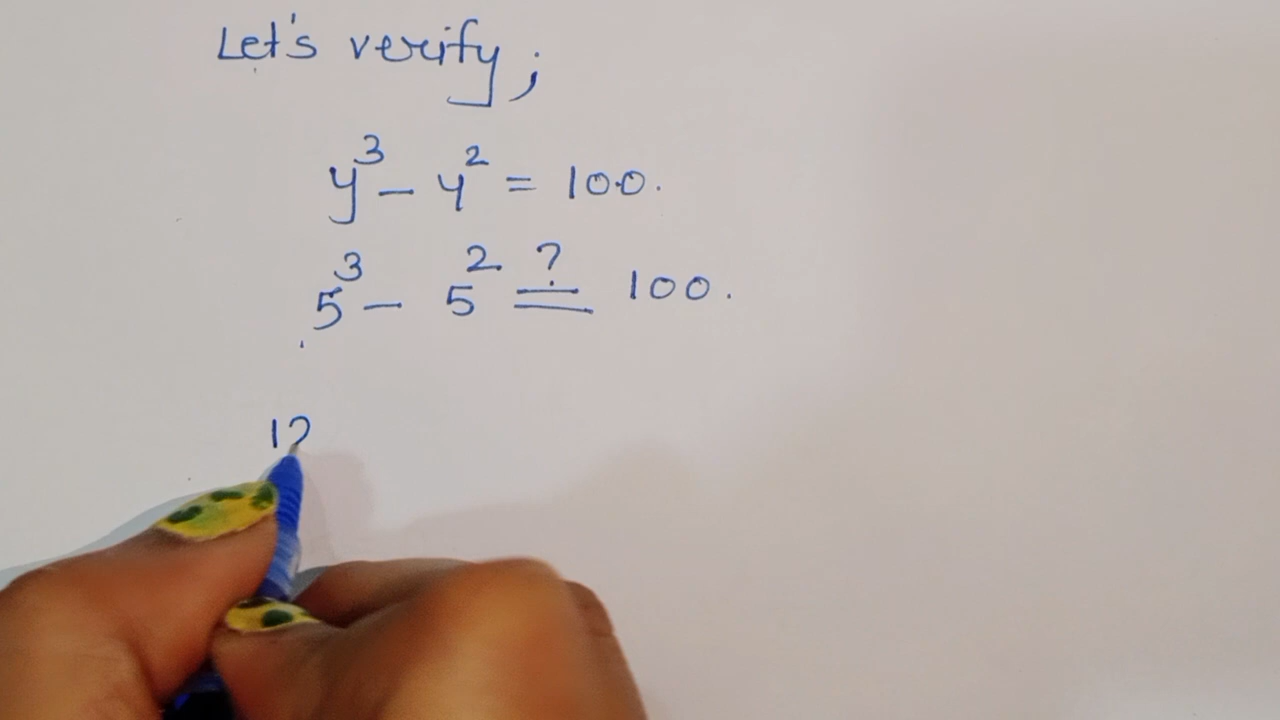 Let's verify;
y³ - y² = 100.
5³ - 5² ?= 100.
12